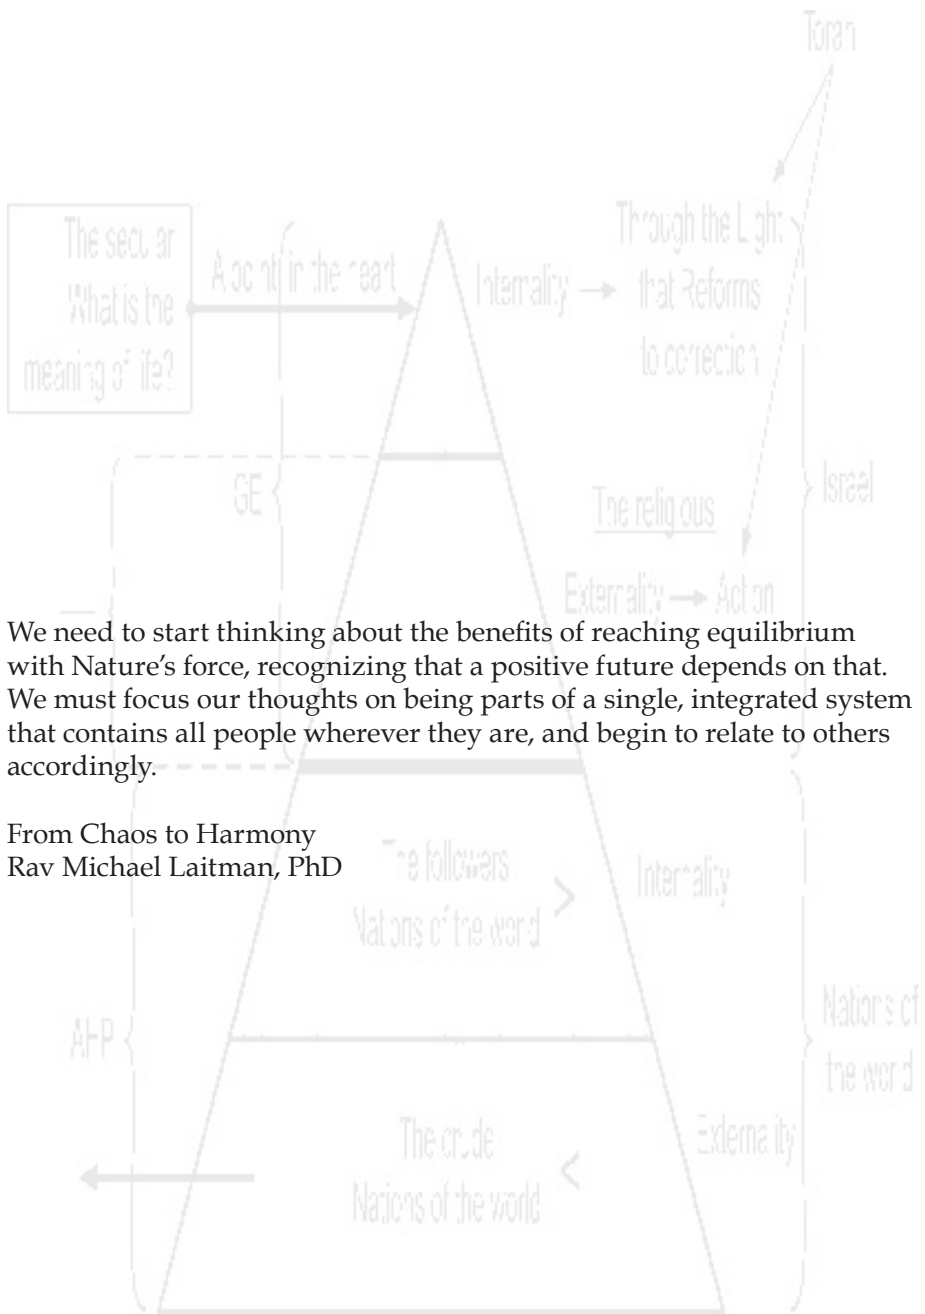 Torah
The secular
What is the
meaning of life?
A point in the heart
Internality
Through the Light
that Reforms
to correction
GE
Israel
The religious
Externality
Action
We need to start thinking about the benefits of reaching equilibrium
with Nature’s force, recognizing that a positive future depends on that.
We must focus our thoughts on being parts of a single, integrated system
that contains all people wherever they are, and begin to relate to others
accordingly.
From Chaos to Harmony
Rav Michael Laitman, PhD
The followers
Nations of the world
>
Internality
AHP
Nations of
the world
The crude
Nations of the world
<
Externality